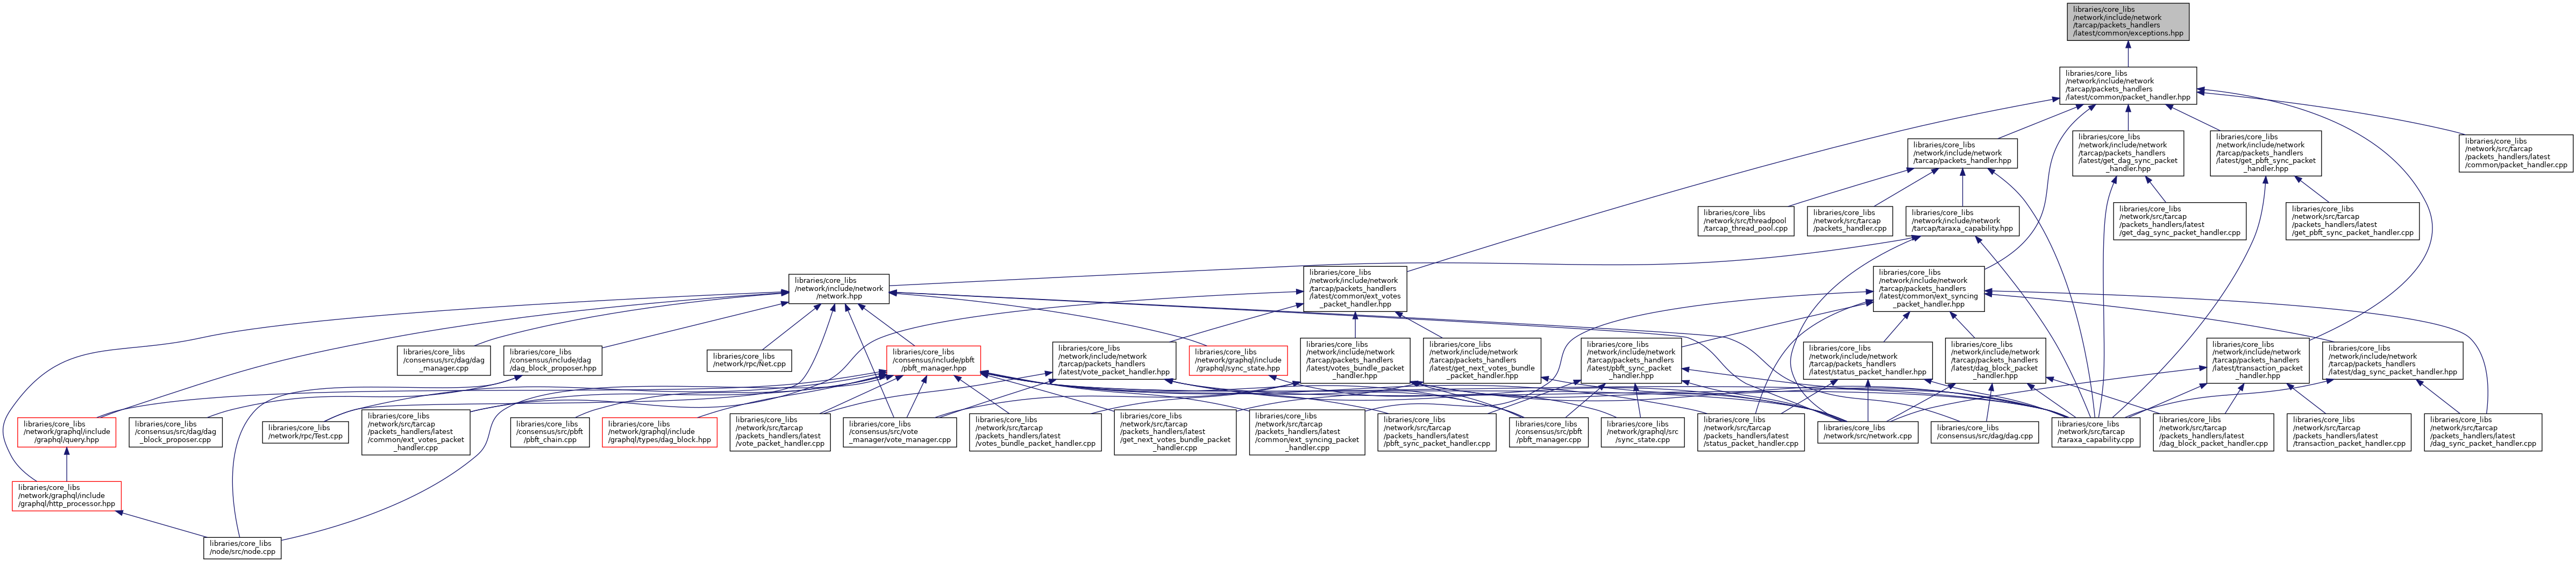 libraries/core_libs
/network/include/network
/tarcap/packets_handlers
/latest/common/exceptions.hpp
libraries/core_libs
/network/include/network
/tarcap/packets_handlers
/latest/common/packet_handler.hpp
libraries/core_libs
/network/include/network
/tarcap/packets_handler.hpp
libraries/core_libs
/network/include/network
/tarcap/packets_handlers
/latest/get_dag_sync_packet
_handler.hpp
libraries/core_libs
/network/include/network
/tarcap/packets_handlers
/latest/get_pbft_sync_packet
_handler.hpp
libraries/core_libs
/network/src/tarcap
/packets_handlers/latest
/common/packet_handler.cpp
libraries/core_libs
/network/src/threadpool
/tarcap_thread_pool.cpp
libraries/core_libs
/network/src/tarcap
/packets_handler.cpp
libraries/core_libs
/network/include/network
/tarcap/taraxa_capability.hpp
libraries/core_libs
/network/src/tarcap
/packets_handlers/latest
/get_dag_sync_packet_handler.cpp
libraries/core_libs
/network/src/tarcap
/packets_handlers/latest
/get_pbft_sync_packet_handler.cpp
libraries/core_libs
/network/include/network
/network.hpp
libraries/core_libs
/network/include/network
/tarcap/packets_handlers
/latest/common/ext_votes
_packet_handler.hpp
libraries/core_libs
/network/include/network
/tarcap/packets_handlers
/latest/common/ext_syncing
_packet_handler.hpp
libraries/core_libs
/consensus/src/dag/dag
_manager.cpp
libraries/core_libs
/consensus/include/dag
/dag_block_proposer.hpp
libraries/core_libs
/network/rpc/Net.cpp
libraries/core_libs
/consensus/include/pbft
/pbft_manager.hpp
libraries/core_libs
/network/include/network
/tarcap/packets_handlers
/latest/vote_packet_handler.hpp
libraries/core_libs
/network/graphql/include
/graphql/sync_state.hpp
libraries/core_libs
/network/include/network
/tarcap/packets_handlers
/latest/votes_bundle_packet
_handler.hpp
libraries/core_libs
/network/include/network
/tarcap/packets_handlers
/latest/get_next_votes_bundle
_packet_handler.hpp
libraries/core_libs
/network/include/network
/tarcap/packets_handlers
/latest/pbft_sync_packet
_handler.hpp
libraries/core_libs
/network/include/network
/tarcap/packets_handlers
/latest/status_packet_handler.hpp
libraries/core_libs
/network/include/network
/tarcap/packets_handlers
/latest/dag_block_packet
_handler.hpp
libraries/core_libs
/network/include/network
/tarcap/packets_handlers
/latest/transaction_packet
_handler.hpp
libraries/core_libs
/network/include/network
/tarcap/packets_handlers
/latest/dag_sync_packet_handler.hpp
libraries/core_libs
/network/graphql/include
/graphql/query.hpp
libraries/core_libs
/consensus/src/dag/dag
_block_proposer.cpp
libraries/core_libs
/network/rpc/Test.cpp
libraries/core_libs
/network/src/tarcap
/packets_handlers/latest
/common/ext_votes_packet
_handler.cpp
libraries/core_libs
/consensus/src/pbft
/pbft_chain.cpp
libraries/core_libs
/network/graphql/include
/graphql/types/dag_block.hpp
libraries/core_libs
/network/src/tarcap
/packets_handlers/latest
/vote_packet_handler.cpp
libraries/core_libs
/consensus/src/vote
_manager/vote_manager.cpp
libraries/core_libs
/network/src/tarcap
/packets_handlers/latest
/votes_bundle_packet_handler.cpp
libraries/core_libs
/network/src/tarcap
/packets_handlers/latest
/get_next_votes_bundle_packet
_handler.cpp
libraries/core_libs
/network/src/tarcap
/packets_handlers/latest
/common/ext_syncing_packet
_handler.cpp
libraries/core_libs
/network/src/tarcap
/packets_handlers/latest
/pbft_sync_packet_handler.cpp
libraries/core_libs
/consensus/src/pbft
/pbft_manager.cpp
libraries/core_libs
/network/graphql/src
/sync_state.cpp
libraries/core_libs
/network/src/tarcap
/packets_handlers/latest
/status_packet_handler.cpp
libraries/core_libs
/network/src/network.cpp
libraries/core_libs
/consensus/src/dag/dag.cpp
libraries/core_libs
/network/src/tarcap
/taraxa_capability.cpp
libraries/core_libs
/network/src/tarcap
/packets_handlers/latest
/dag_block_packet_handler.cpp
libraries/core_libs
/network/src/tarcap
/packets_handlers/latest
/transaction_packet_handler.cpp
libraries/core_libs
/network/src/tarcap
/packets_handlers/latest
/dag_sync_packet_handler.cpp
libraries/core_libs
/network/graphql/include
/graphql/http_processor.hpp
libraries/core_libs
/node/src/node.cpp